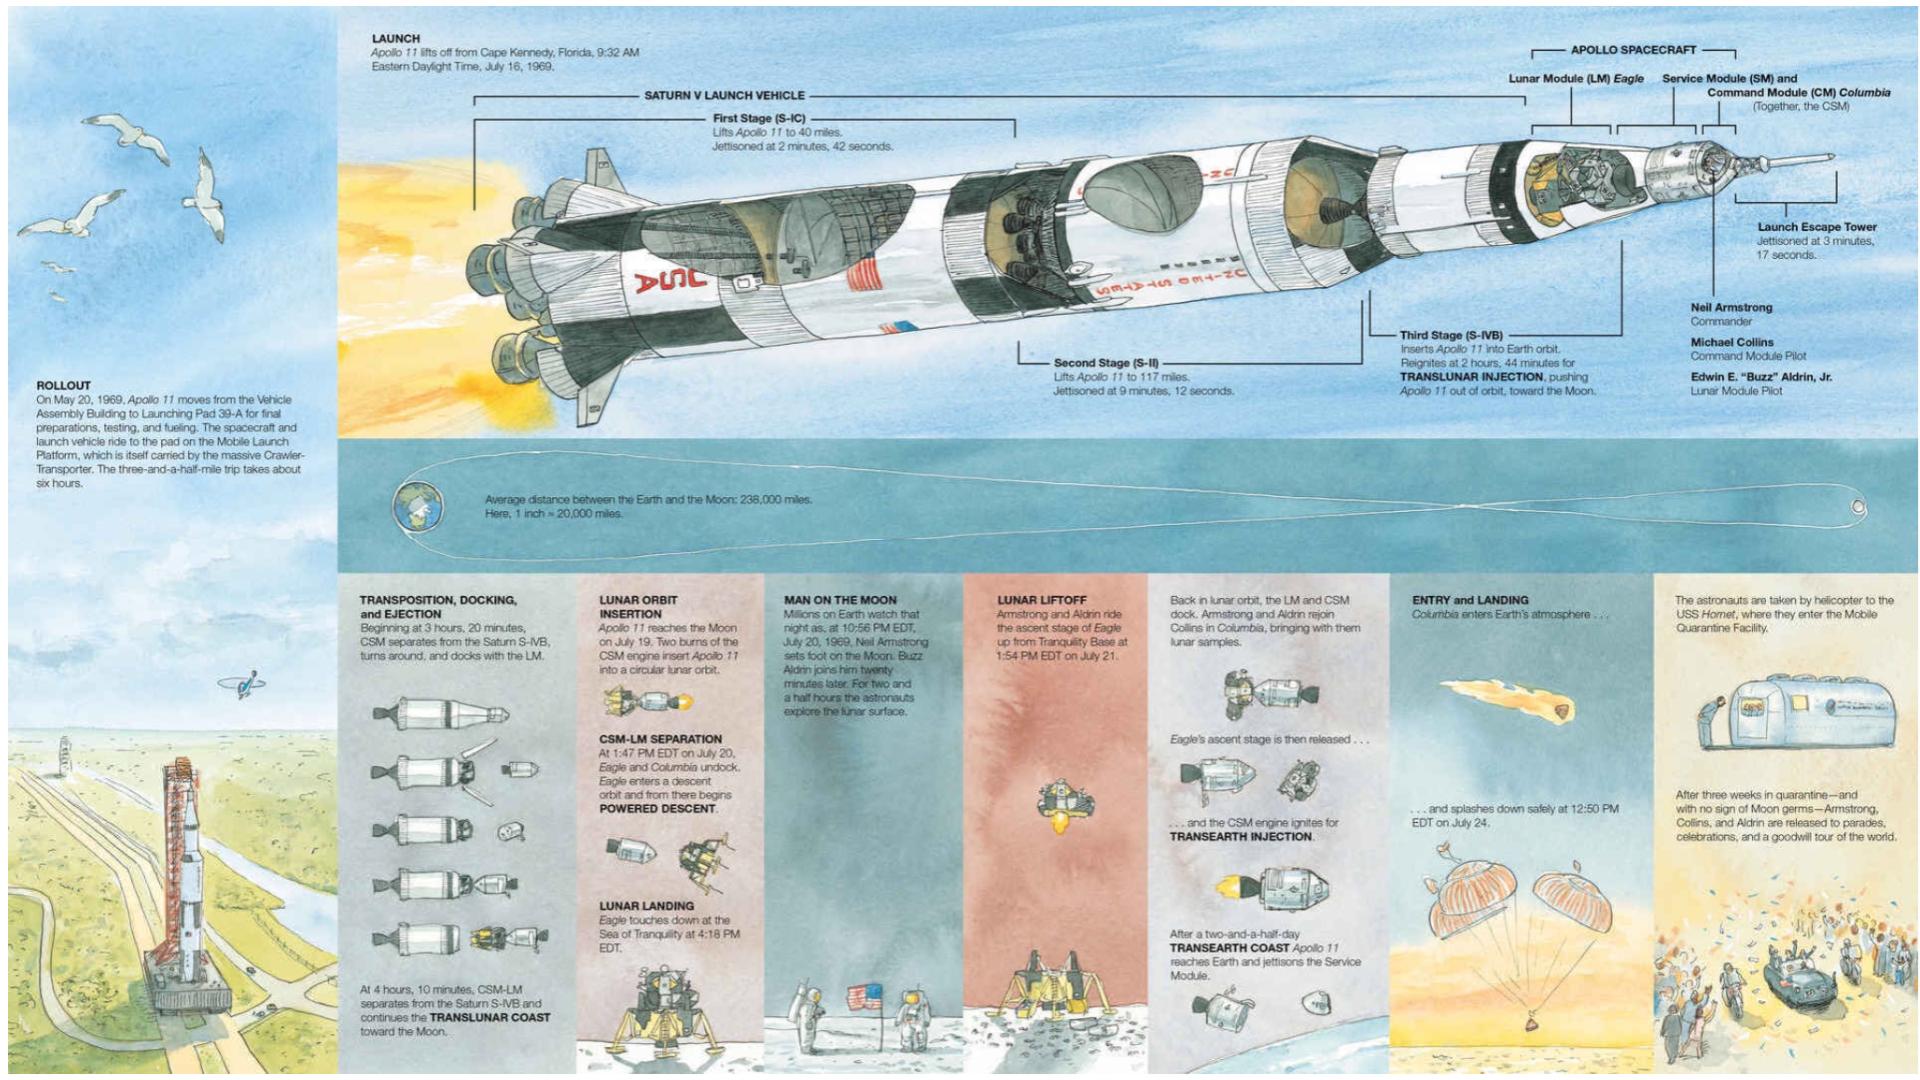 ROLLOUT
On May 20, 1969, Apollo 11 moves from the Vehicle
Assembly Building to Launching Pad 39-A for final
preparations, testing, and fueling. The spacecraft and
launch vehicle ride to the pad on the Mobile Launch
Platform, which is itself carried by the massive Crawler-
Transporter. The three-and-a-half-mile trip takes about
six hours.
LAUNCH
Apollo 11 lifts off from Cape Kennedy, Florida, 9:32 AM
Eastern Daylight Time, July 16, 1969.
SATURN V LAUNCH VEHICLE
First Stage (S-IC)
Lifts Apollo 11 to 40 miles.
Jettisoned at 2 minutes, 42 seconds.
APOLLO SPACECRAFT
Lunar Module (LM) Eagle
Service Module (SM) and
Command Module (CM) Columbia
(Together, the CSM)
USA
UNITED STATES
Launch Escape Tower
Jettisoned at 3 minutes,
17 seconds.
Second Stage (S-II)
Lifts Apollo 11 to 117 miles.
Jettisoned at 9 minutes, 12 seconds.
Third Stage (S-IVB)
Inserts Apollo 11 into Earth orbit.
Reignites at 2 hours, 44 minutes for
TRANSLUNAR INJECTION, pushing
Apollo 11 out of orbit, toward the Moon.
Neil Armstrong
Commander
Michael Collins
Command Module Pilot
Edwin E. “Buzz” Aldrin, Jr.
Lunar Module Pilot
Average distance between the Earth and the Moon: 238,000 miles.
Here, 1 inch ≈ 20,000 miles.
TRANSPOSITION, DOCKING,
and EJECTION
Beginning at 3 hours, 20 minutes,
CSM separates from the Saturn S-IVB,
turns around, and docks with the LM.
At 4 hours, 10 minutes, CSM-LM
separates from the Saturn S-IVB and
continues the TRANSLUNAR COAST
toward the Moon.
LUNAR ORBIT
INSERTION
Apollo 11 reaches the Moon
on July 19. Two burns of the
CSM engine insert Apollo 11
into a circular lunar orbit.
CSM-LM SEPARATION
At 1:47 PM EDT on July 20,
Eagle and Columbia undock.
Eagle enters a descent
orbit and from there begins
POWERED DESCENT.
LUNAR LANDING
Eagle touches down at the
Sea of Tranquility at 4:18 PM
EDT.
MAN ON THE MOON
Millions on Earth watch that
night as, at 10:56 PM EDT,
July 20, 1969, Neil Armstrong
sets foot on the Moon. Buzz
Aldrin joins him twenty
minutes later. For two and
a half hours the astronauts
explore the lunar surface.
LUNAR LIFTOFF
Armstrong and Aldrin ride
the ascent stage of Eagle
up from Tranquility Base at
1:54 PM EDT on July 21.
Back in lunar orbit, the LM and CSM
dock. Armstrong and Aldrin rejoin
Collins in Columbia, bringing with them
lunar samples.
Eagle's ascent stage is then released . . .
. . . and the CSM engine ignites for
TRANSEARTH INJECTION.
After a two-and-a-half-day
TRANSEARTH COAST Apollo 11
reaches Earth and jettisons the Service
Module.
ENTRY and LANDING
Columbia enters Earth's atmosphere . . .
. . . and splashes down safely at 12:50 PM
EDT on July 24.
The astronauts are taken by helicopter to the
USS Hornet, where they enter the Mobile
Quarantine Facility.
After three weeks in quarantine—and
with no sign of Moon germs—Armstrong,
Collins, and Aldrin are released to parades,
celebrations, and a goodwill tour of the world.